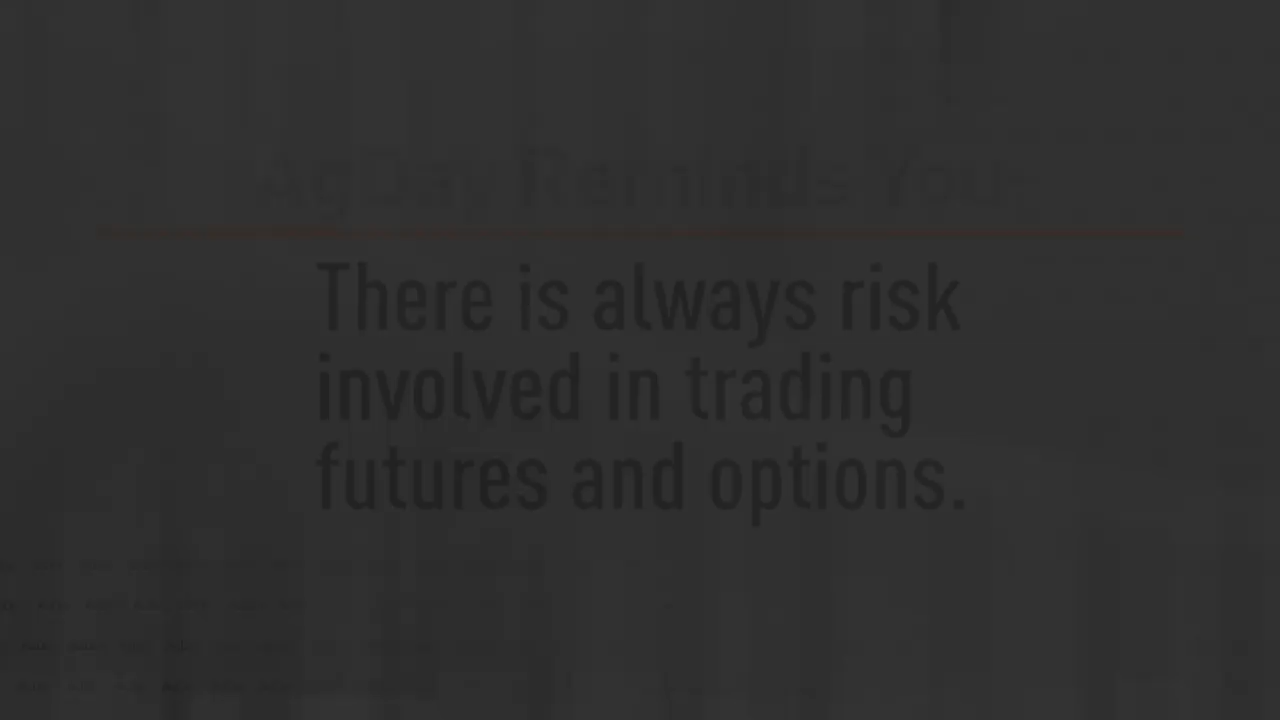 AgDay Reminds You:
There is always risk
involved in trading
futures and options.